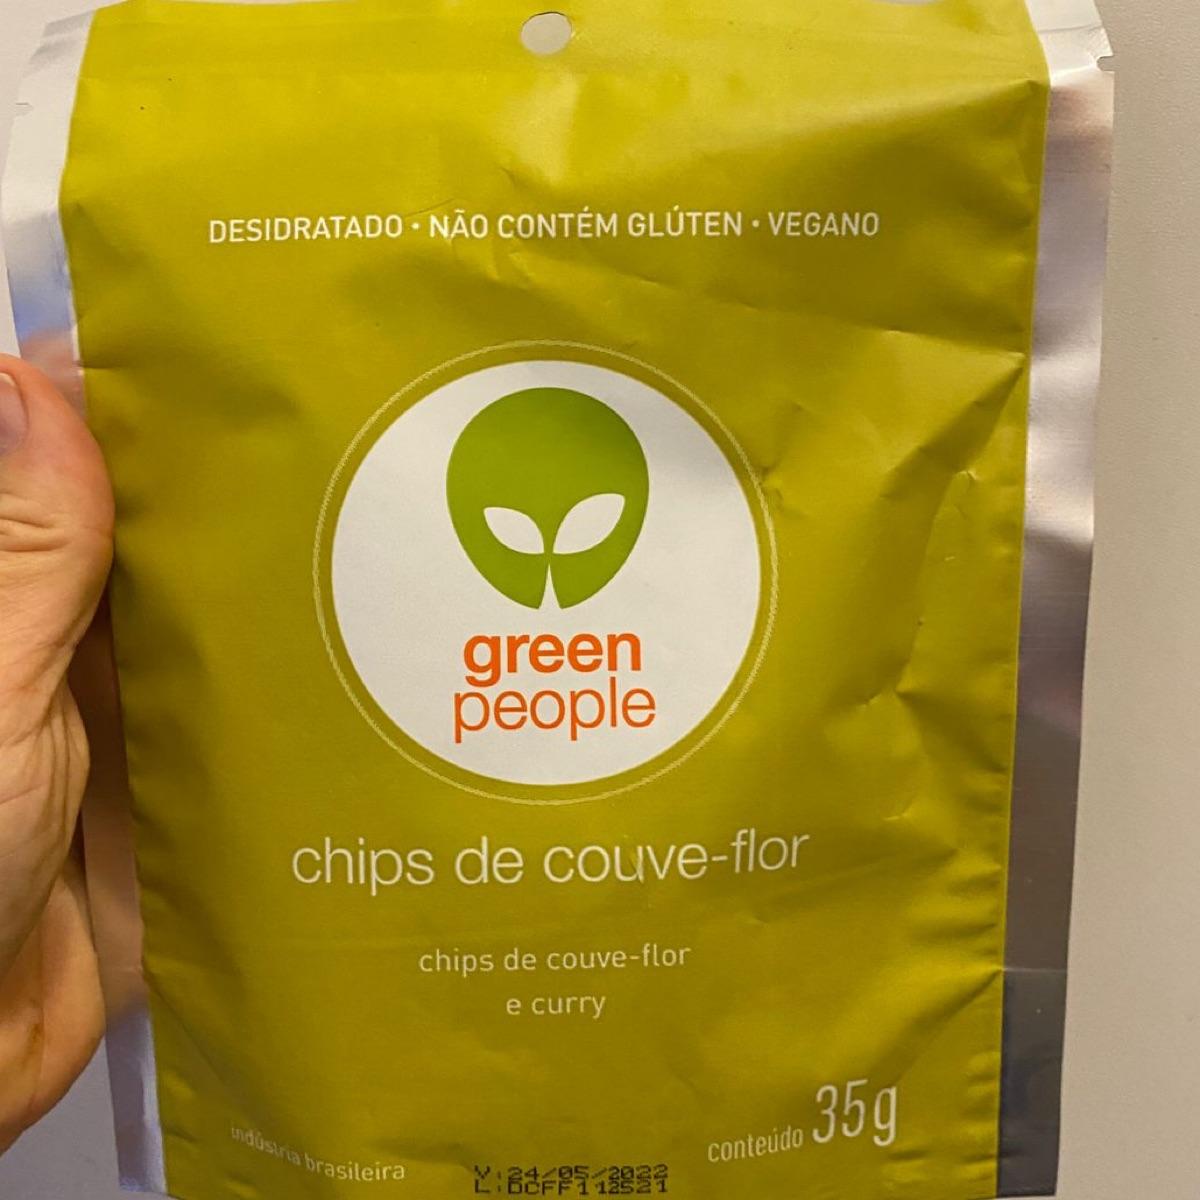 DESIDRATADO • NÃO CONTÉM GLÚTEN • VEGANO
green
people
chips de couve-flor
chips de couve-flor
e curry
conteúdo 35g
indústria brasileira
V:24/05/2022
L:DCFF112521